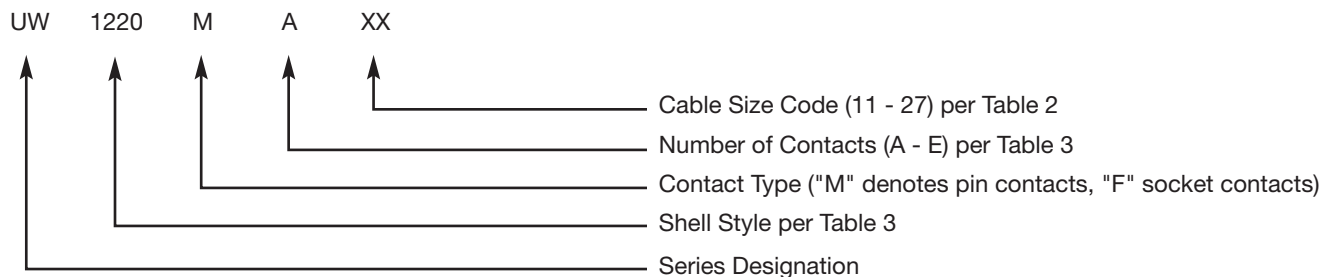 UW 1220 M A XX
Cable Size Code (11 - 27) per Table 2
Number of Contacts (A - E) per Table 3
Contact Type ("M" denotes pin contacts, "F" socket contacts)
Shell Style per Table 3
Series Designation